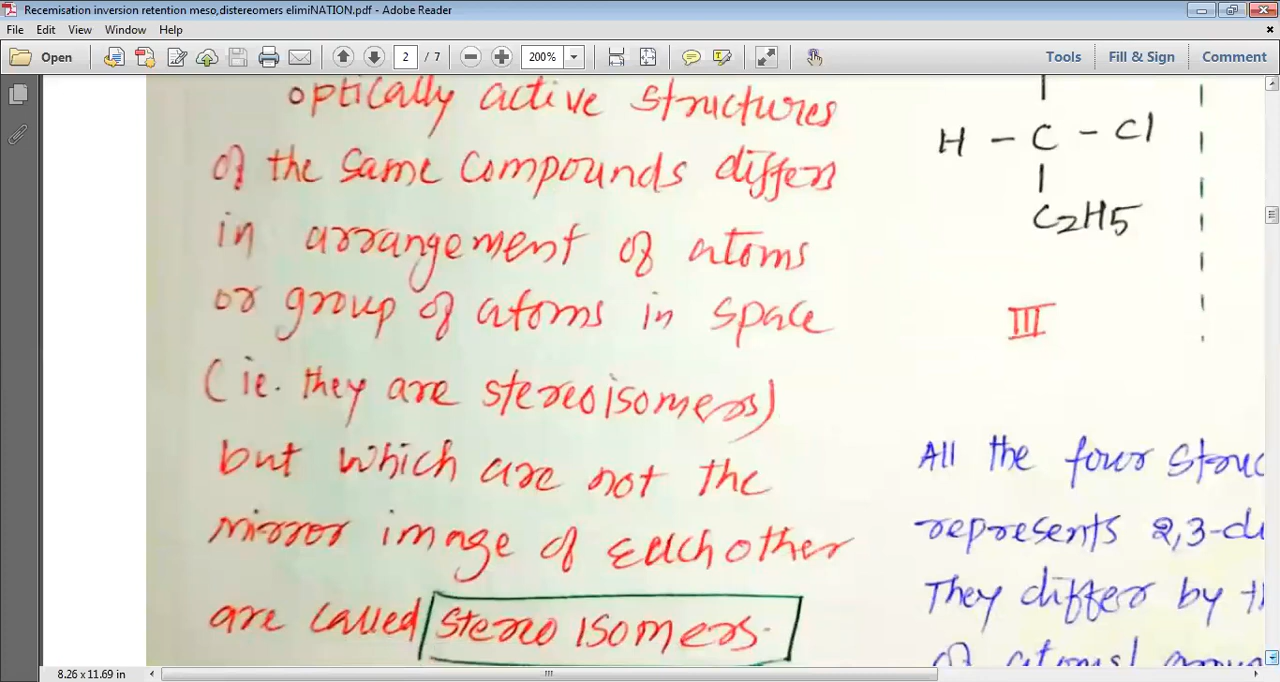 Recemisation inversion retention meso,distereomers elimiNATION.pdf - Adobe Reader
File Edit View Window Help
Open 2 / 7 200% Tools Fill & Sign Comment
optically active structures
of the same compounds differs
in arrangement of atoms
or group of atoms in space
(ie. they are stereoisomers)
but which are not the
mirror image of each other
are called stereo isomers.
H - C - Cl
C2H5
III
All the four struc
represents 2,3-di
They differ by th
of atoms/
8.26 x 11.69 in